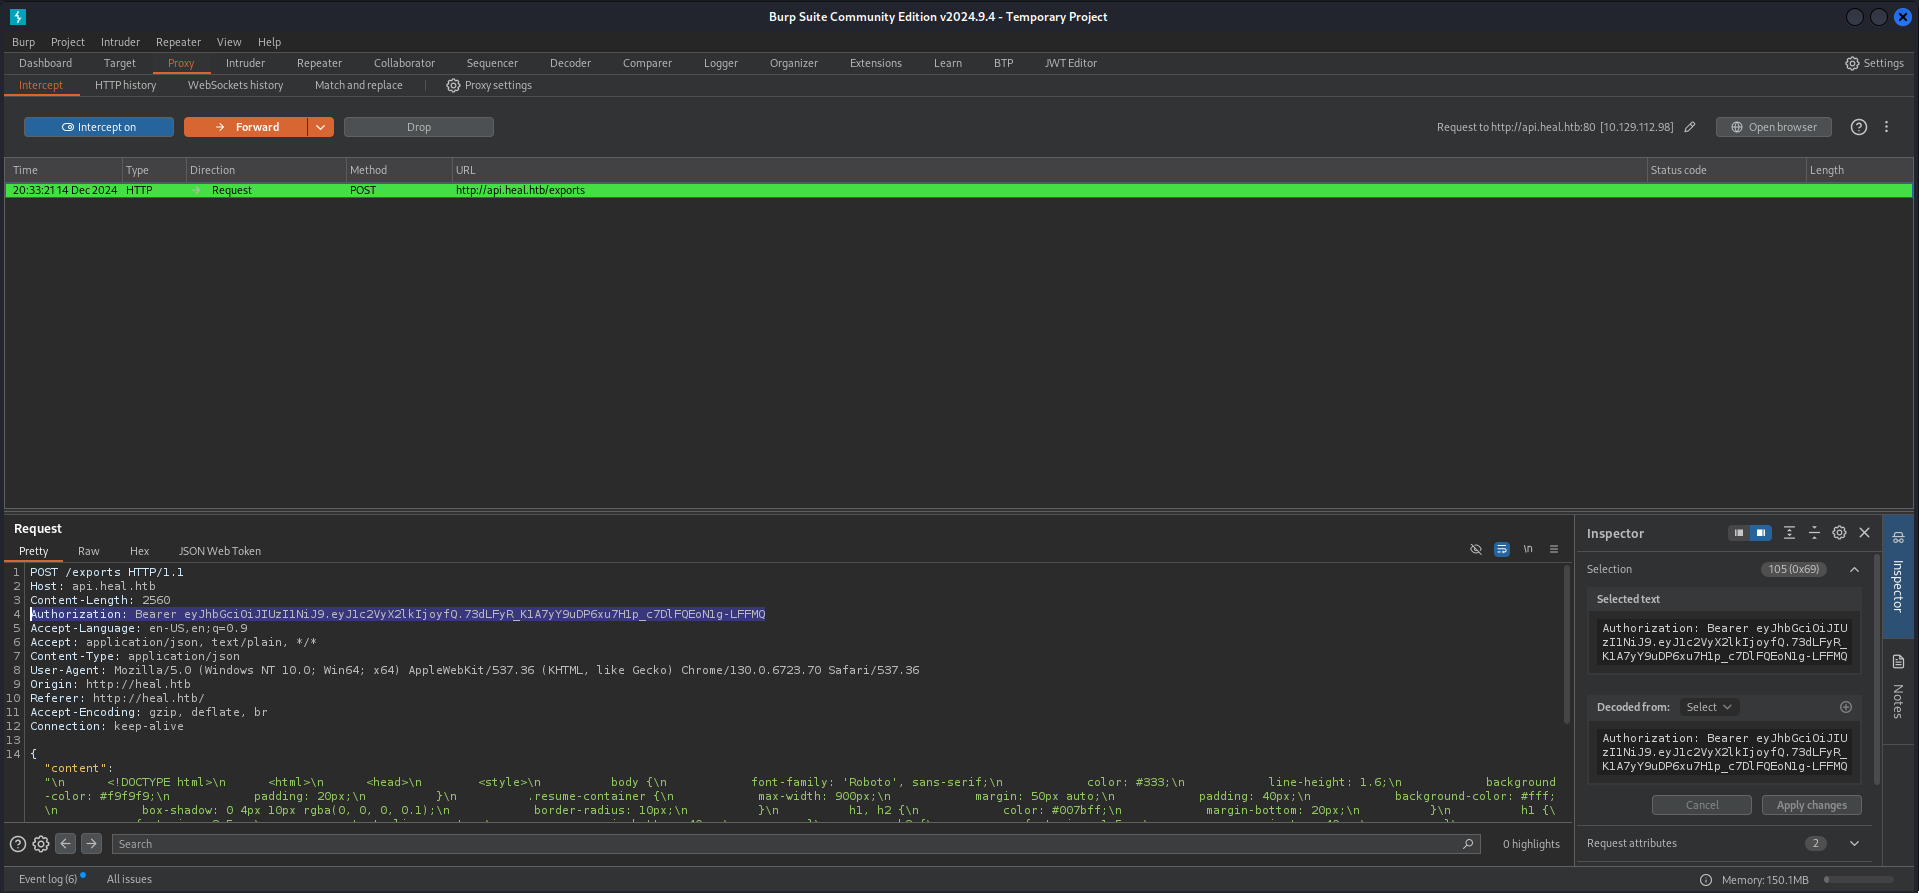 Burp Suite Community Edition v2024.9.4 - Temporary Project
Burp Project Intruder Repeater View Help
Dashboard Target Proxy Intruder Repeater Collaborator Sequencer Decoder Comparer Logger Organizer Extensions Learn BTP JWT Editor Settings
Intercept HTTP history WebSockets history Match and replace Proxy settings
Intercept on Forward Drop Request to http://api.heal.htb:80 [10.129.112.98] Open browser
Time Type Direction Method URL Status code Length
20:33:21 14 Dec 2024 HTTP Request POST http://api.heal.htb/exports
Request
Pretty Raw Hex JSON Web Token
\n
1 POST /exports HTTP/1.1
2 Host: api.heal.htb
3 Content-Length: 2560
4 Authorization: Bearer eyJhbGciOiJIUzI1NiJ9.eyJ1c2VyX2lkIjoyfQ.73dLFyR_K1A7yY9uDP6xu7H1p_c7DlFQEoN1g-LFFMQ
5 Accept-Language: en-US,en;q=0.9
6 Accept: application/json, text/plain, */*
7 Content-Type: application/json
8 User-Agent: Mozilla/5.0 (Windows NT 10.0; Win64; x64) AppleWebKit/537.36 (KHTML, like Gecko) Chrome/130.0.6723.70 Safari/537.36
9 Origin: http://heal.htb
10 Referer: http://heal.htb/
11 Accept-Encoding: gzip, deflate, br
12 Connection: keep-alive
13
14 {
"content":
"\n <!DOCTYPE html>\n <html>\n <head>\n <style>\n body {\n font-family: 'Roboto', sans-serif;\n color: #333;\n line-height: 1.6;\n background
-color: #f9f9f9;\n padding: 20px;\n }\n .resume-container {\n max-width: 900px;\n margin: 50px auto;\n padding: 40px;\n background-color: #fff;
\n box-shadow: 0 4px 10px rgba(0, 0, 0, 0.1);\n border-radius: 10px;\n }\n h1, h2 {\n color: #007bff;\n margin-bottom: 20px;\n }\n h1 {\
Search 0 highlights
Inspector
Selection 105 (0x69)
Selected text
Authorization: Bearer eyJhbGciOiJIU
zI1NiJ9.eyJ1c2VyX2lkIjoyfQ.73dLFyR_
K1A7yY9uDP6xu7H1p_c7DlFQEoN1g-LFFMQ
Decoded from: Select
Authorization: Bearer eyJhbGciOiJIU
zI1NiJ9.eyJ1c2VyX2lkIjoyfQ.73dLFyR_
K1A7yY9uDP6xu7H1p_c7DlFQEoN1g-LFFMQ
Cancel Apply changes
Request attributes 2
Inspector
Notes
Event log (6) All issues Memory: 150.1MB